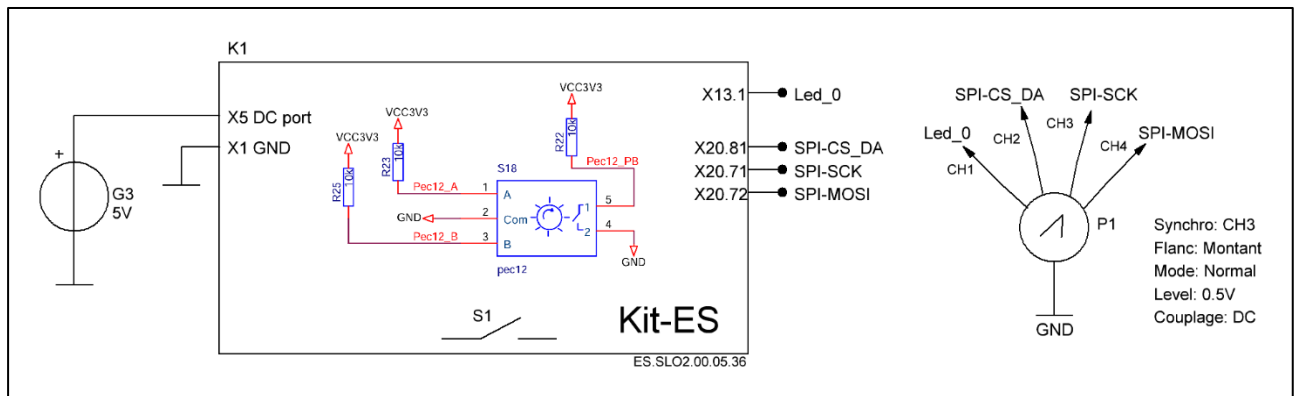 K1
X5 DC port
X1 GND
+
G3
5V
VCC3V3
VCC3V3
VCC3V3
R25
10k
R23
10k
R22
10k
Pec12_PB
S18
Pec12_A
1
A
GND
2
Com
Pec12_B
3
B
1
5
2
4
GND
pec12
S1
Kit-ES
ES.SLO2.00.05.36
X13.1
Led_0
X20.81
SPI-CS_DA
X20.71
SPI-SCK
X20.72
SPI-MOSI
SPI-CS_DA
SPI-SCK
Led_0
SPI-MOSI
CH1
CH2
CH3
CH4
P1
GND
Synchro: CH3
Flanc: Montant
Mode: Normal
Level: 0.5V
Couplage: DC